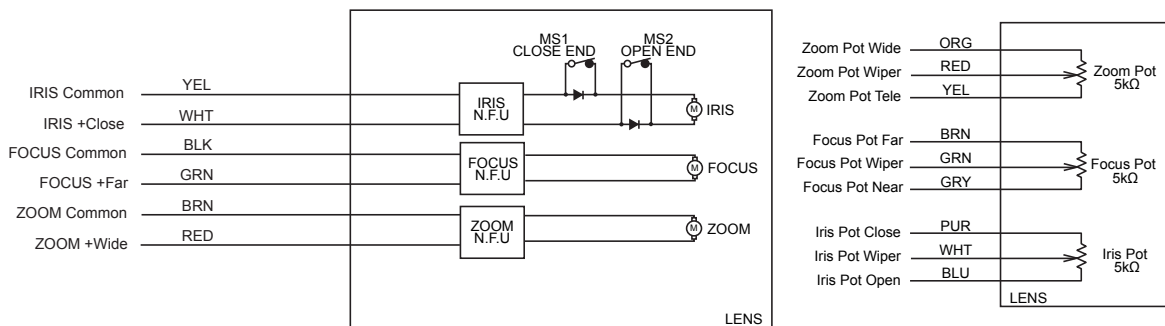 MS1
CLOSE END
MS2
OPEN END
IRIS Common YEL
IRIS +Close WHT
IRIS
N.F.U
M IRIS
FOCUS Common BLK
FOCUS +Far GRN
FOCUS
N.F.U
M FOCUS
ZOOM Common BRN
ZOOM +Wide RED
ZOOM
N.F.U
M ZOOM
LENS
Zoom Pot Wide ORG
Zoom Pot Wiper RED
Zoom Pot Tele YEL
Zoom Pot
5kΩ
Focus Pot Far BRN
Focus Pot Wiper GRN
Focus Pot Near GRY
Focus Pot
5kΩ
Iris Pot Close PUR
Iris Pot Wiper WHT
Iris Pot Open BLU
Iris Pot
5kΩ
LENS